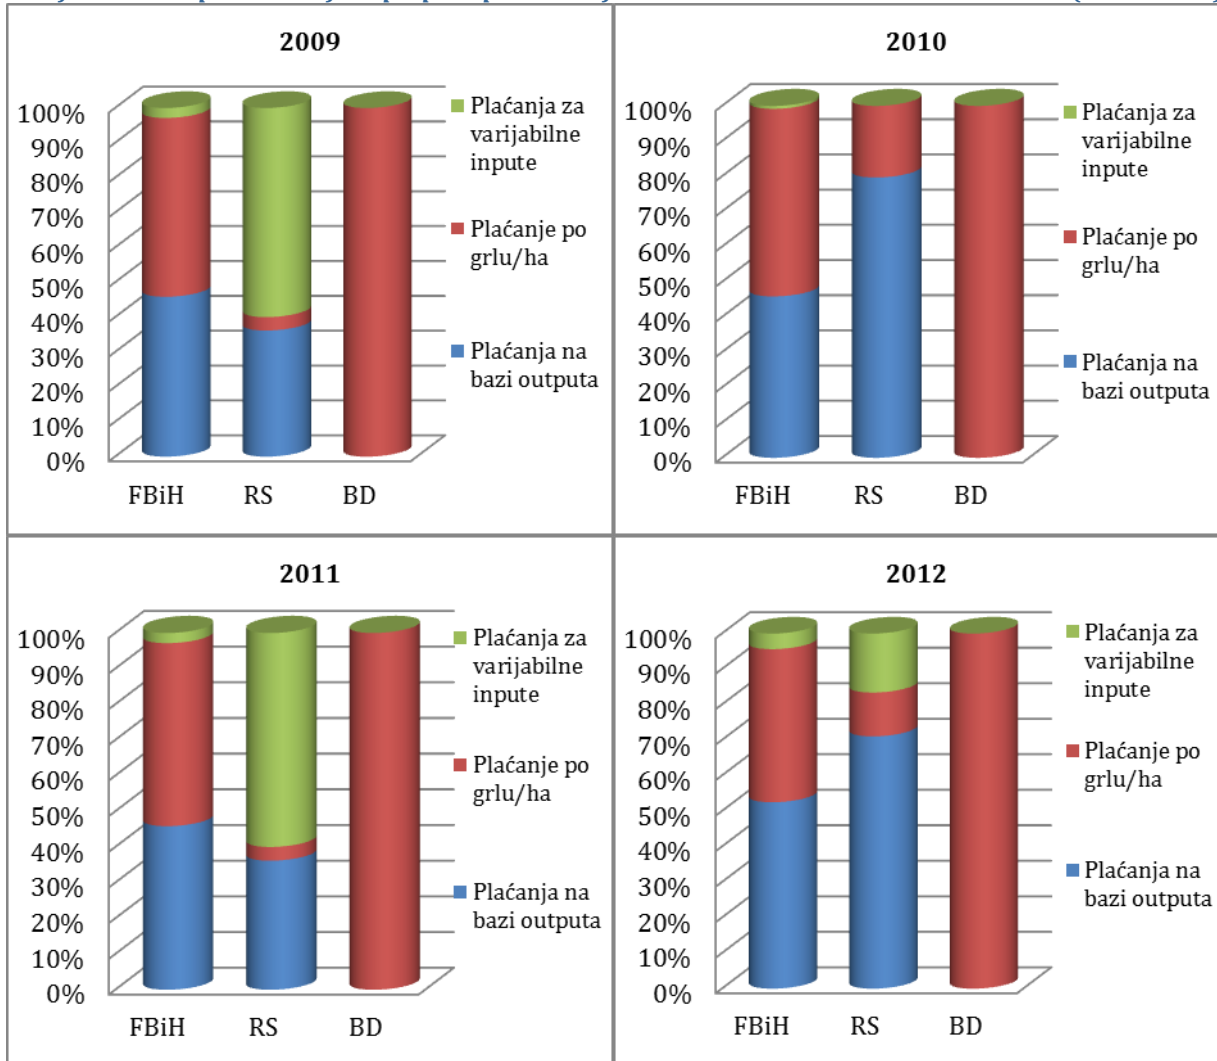 2009
100%
90%
80%
70%
60%
50%
40%
30%
20%
10%
0%
FBiH RS BD
Plaćanja za
varijabilne
inpute
Plaćanje po
grlu/ha
Plaćanja na
bazi outputa
2010
100%
90%
80%
70%
60%
50%
40%
30%
20%
10%
0%
FBiH RS BD
Plaćanja za
varijabilne
inpute
Plaćanje po
grlu/ha
Plaćanja na
bazi outputa
2011
100%
90%
80%
70%
60%
50%
40%
30%
20%
10%
0%
FBiH RS BD
Plaćanja za
varijabilne
inpute
Plaćanje po
grlu/ha
Plaćanja na
bazi outputa
2012
100%
90%
80%
70%
60%
50%
40%
30%
20%
10%
0%
FBiH RS BD
Plaćanja za
varijabilne
inpute
Plaćanje po
grlu/ha
Plaćanja na
bazi outputa